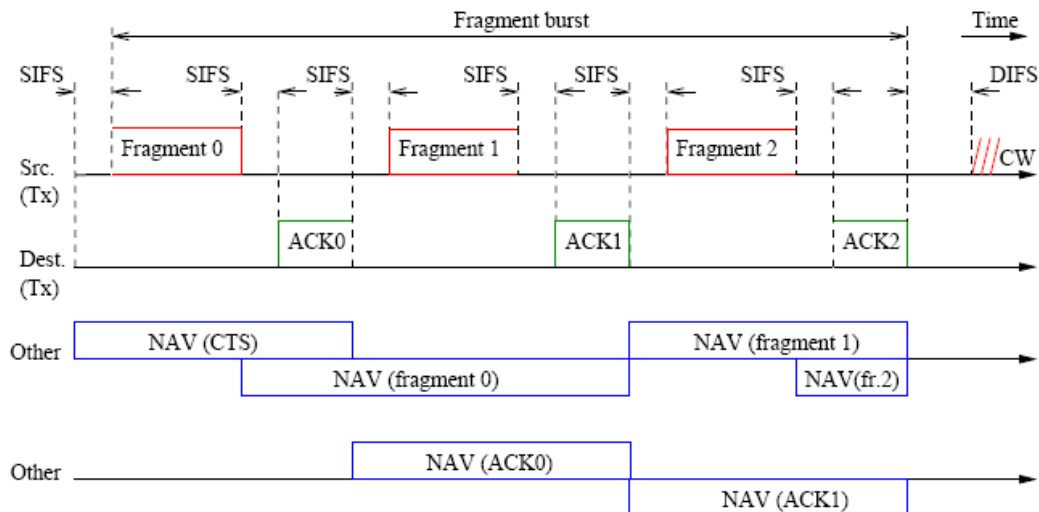 Fragment burst
Time
SIFS SIFS SIFS SIFS SIFS DIFS
Fragment 0 Fragment 1 Fragment 2
Src.
(Tx)
CW
ACK0 ACK1 ACK2
Dest.
(Tx)
NAV (CTS) NAV (fragment 1)
Other
NAV (fragment 0) NAV(fr.2)
NAV (ACK0)
Other
NAV (ACK1)